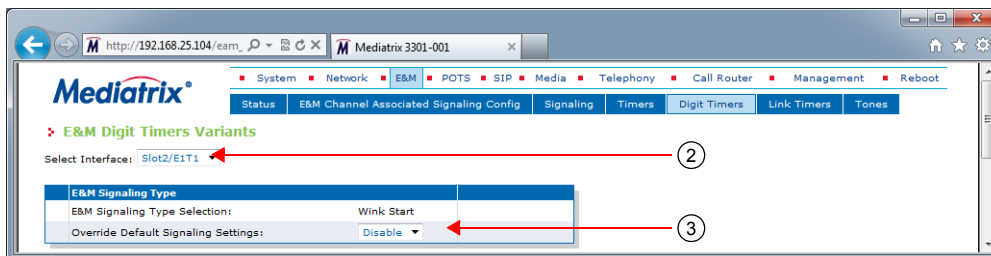 http://192.168.25.104/eam_
Mediatrix 3301-001
Mediatrix®
System Network E&M POTS SIP Media Telephony Call Router Management Reboot
Status E&M Channel Associated Signaling Config Signaling Timers Digit Timers Link Timers Tones
E&M Digit Timers Variants
Select Interface: Slot2/E1T1
2
E&M Signaling Type
E&M Signaling Type Selection: Wink Start
Override Default Signaling Settings: Disable
3